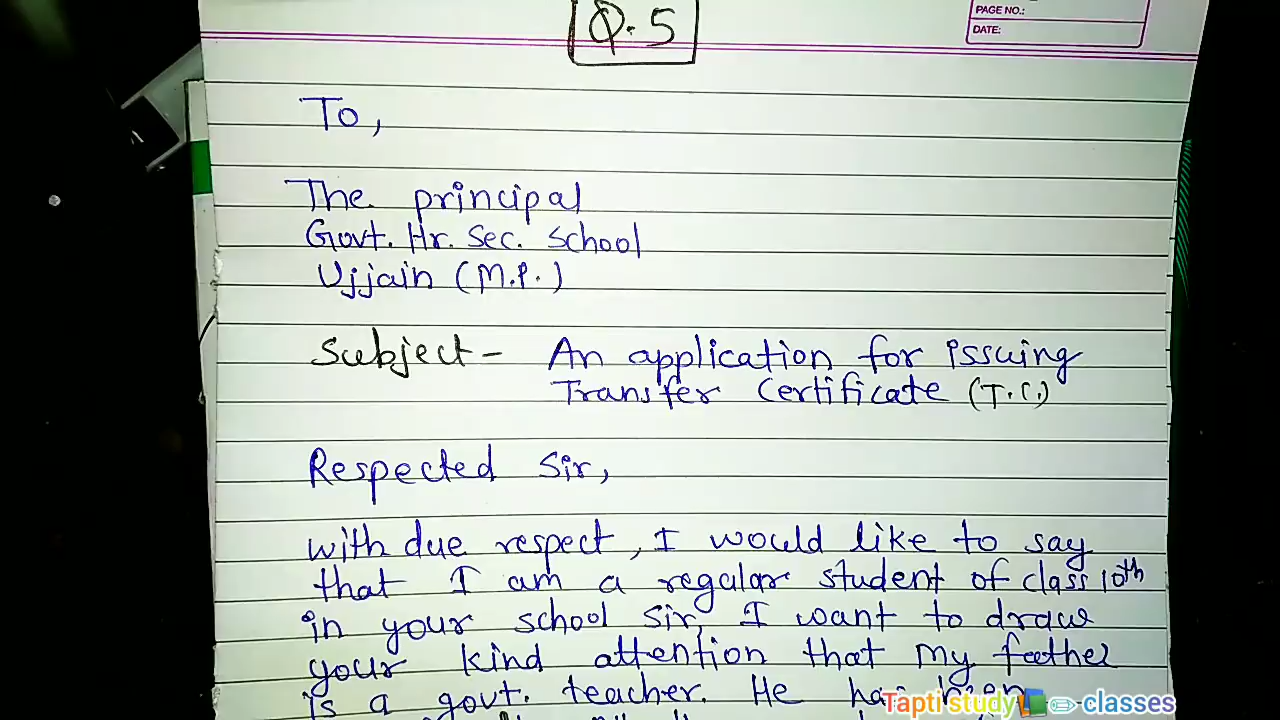 Q.5
PAGE NO.:
DATE:
To,
The principal
Govt. Hr. Sec. School
Ujjain (M.P.)
Subject - An application for issuing
Transfer Certificate (T.C.)
Respected Sir,
with due respect, I would like to say
that I am a regular student of class 10th
in your school sir, I want to draw
your kind attention that my father
is a govt. teacher. He has been
Tapti study classes